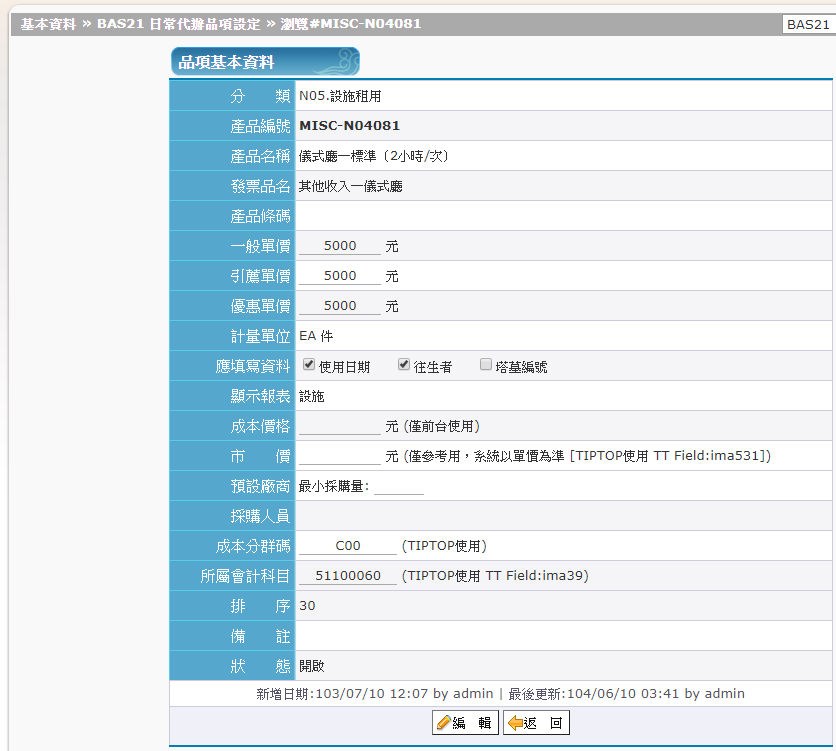 基本資料 » BAS21 日常代辦品項設定 » 瀏覽#MISC-N04081
BAS21
品項基本資料
分 類 N05.設施租用
產品編號 MISC-N04081
產品名稱 儀式廳一標準（2小時/次）
發票品名 其他收入一儀式廳
產品條碼
一般單價 5000 元
引薦單價 5000 元
優惠單價 5000 元
計量單位 EA 件
應填寫資料 使用日期 往生者 塔墓編號
顯示報表 設施
成本價格 元 (僅前台使用)
市 價 元 (僅參考用，系統以單價為準 [TIPTOP使用 TT Field:ima531])
預設廠商 最小採購量:
採購人員
成本分群碼 C00 (TIPTOP使用)
所屬會計科目 51100060 (TIPTOP使用 TT Field:ima39)
排 序 30
備 註
狀 態 開啟
新增日期:103/07/10 12:07 by admin | 最後更新:104/06/10 03:41 by admin
編 輯 返 回